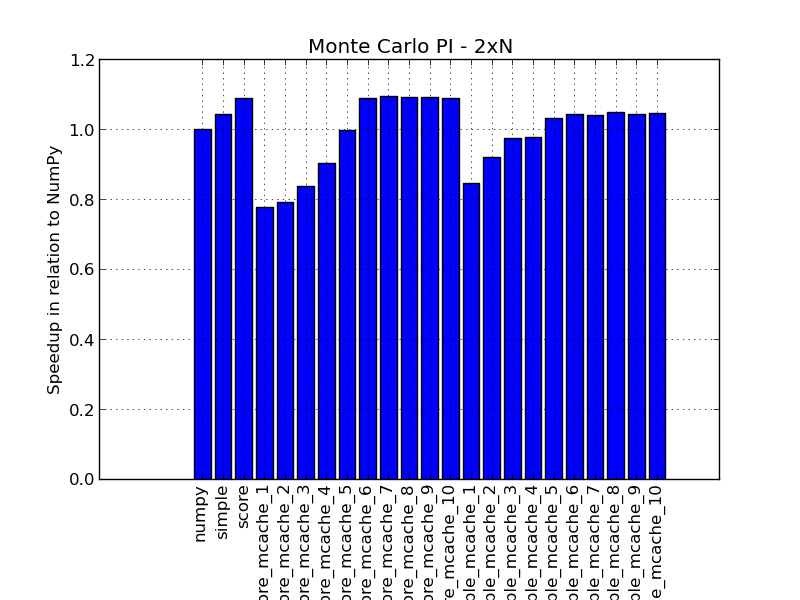 Monte Carlo PI - 2xN
Speedup in relation to NumPy
1.2
1.0
0.8
0.6
0.4
0.2
0.0
numpy
simple
score
ore_mcache_1
ore_mcache_2
ore_mcache_3
ore_mcache_4
ore_mcache_5
ore_mcache_6
ore_mcache_7
ore_mcache_8
ore_mcache_9
re_mcache_10
ple_mcache_1
ple_mcache_2
ple_mcache_3
ple_mcache_4
ple_mcache_5
ple_mcache_6
ple_mcache_7
ple_mcache_8
ple_mcache_9
e_mcache_10